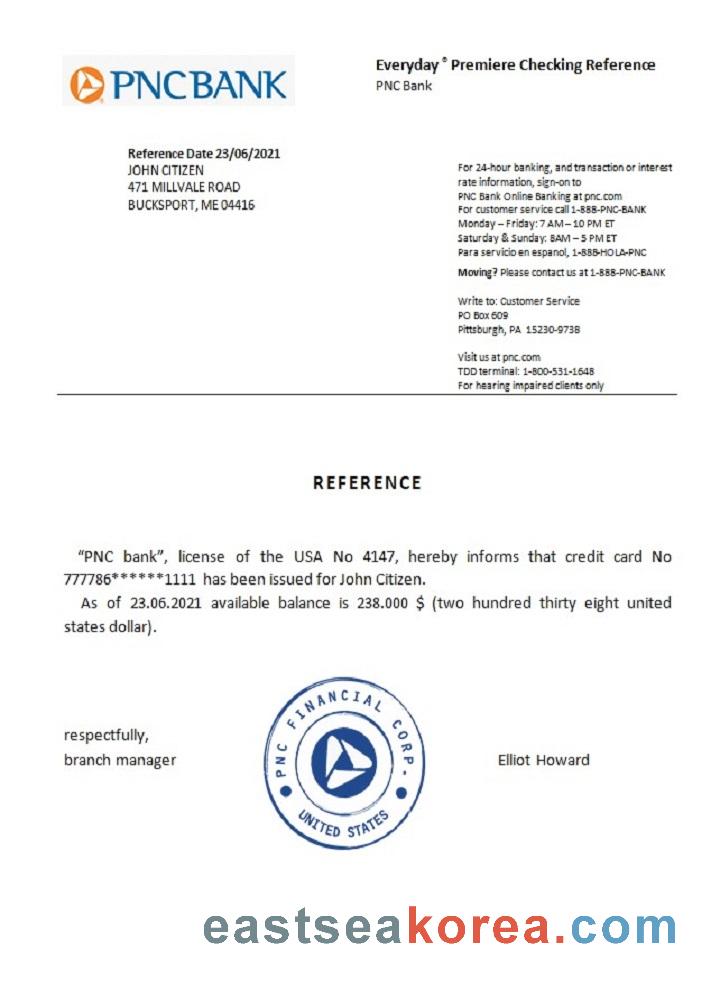 PNCBANK
Everyday ® Premiere Checking Reference
PNC Bank
Reference Date 23/06/2021
JOHN CITIZEN
471 MILLVALE ROAD
BUCKSPORT, ME 04416
For 24-hour banking, and transaction or interest
rate information, sign-on to
PNC Bank Online Banking at pnc.com
For customer service call 1-888-PNC-BANK
Monday – Friday: 7 AM – 10 PM ET
Saturday & Sunday: 8AM – 5 PM ET
Para servicio en espanol, 1-888-HOLA-PNC
Moving? Please contact us at 1-888-PNC-BANK
Write to: Customer Service
PO Box 609
Pittsburgh, PA 15230-9738
Visit us at pnc.com
TDD terminal: 1-800-531-1648
For hearing impaired clients only
REFERENCE
“PNC bank”, license of the USA No 4147, hereby informs that credit card No
777786******1111 has been issued for John Citizen.
As of 23.06.2021 available balance is 238.000 $ (two hundred thirty eight united
states dollar).
respectfully,
branch manager
PNC FINANCIAL CORP.
UNITED STATES
Elliot Howard
eastseakorea.com